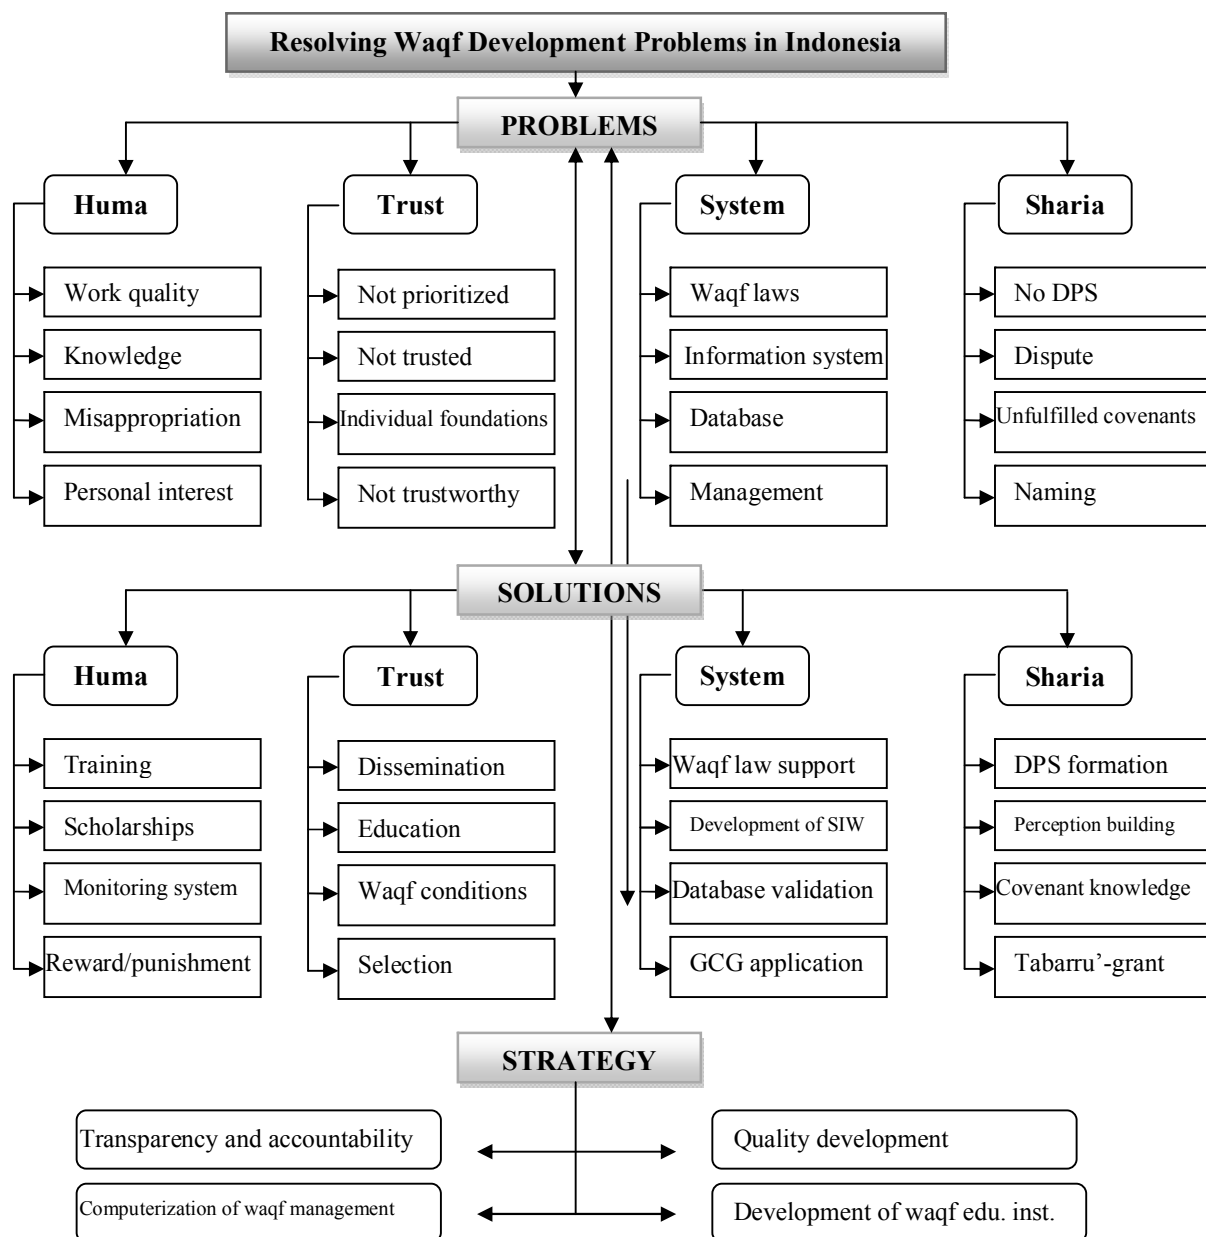 Resolving Waqf Development Problems in Indonesia
PROBLEMS
Huma
Work quality
Knowledge
Misappropriation
Personal interest
Trust
Not prioritized
Not trusted
Individual foundations
Not trustworthy
System
Waqf laws
Information system
Database
Management
Sharia
No DPS
Dispute
Unfulfilled covenants
Naming
SOLUTIONS
Huma
Training
Scholarships
Monitoring system
Reward/punishment
Trust
Dissemination
Education
Waqf conditions
Selection
System
Waqf law support
Development of SIW
Database validation
GCG application
Sharia
DPS formation
Perception building
Covenant knowledge
Tabarru’-grant
STRATEGY
Transparency and accountability
Quality development
Computerization of waqf management
Development of waqf edu. inst.